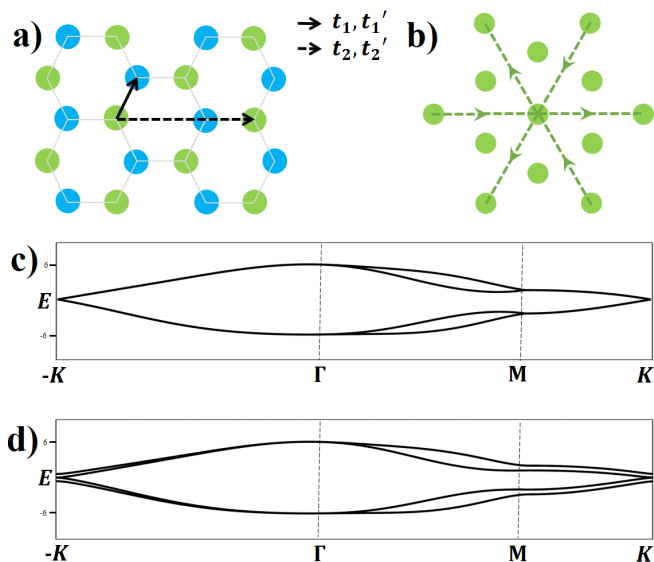 a)
t₁, t₁'
t₂, t₂'
b)
c)
6
E
-6
-K
Γ
M
K
d)
6
E
-6
-K
Γ
M
K